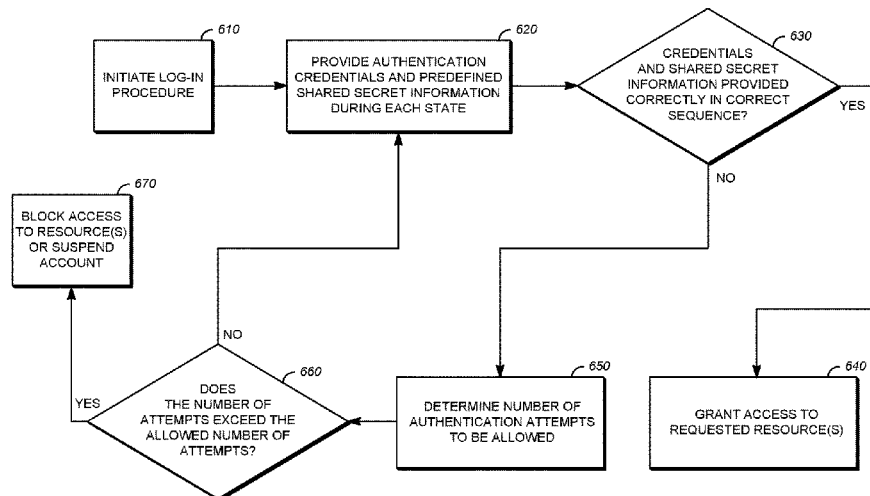 610
INITIATE LOG-IN
PROCEDURE
620
PROVIDE AUTHENTICATION
CREDENTIALS AND PREDEFINED
SHARED SECRET INFORMATION
DURING EACH STATE
630
CREDENTIALS
AND SHARED SECRET
INFORMATION PROVIDED
CORRECTLY IN CORRECT
SEQUENCE?
YES
NO
670
BLOCK ACCESS
TO RESOURCE(S)
OR SUSPEND
ACCOUNT
NO
YES
660
DOES
THE NUMBER OF
ATTEMPTS EXCEED THE
ALLOWED NUMBER OF
ATTEMPTS?
650
DETERMINE NUMBER OF
AUTHENTICATION ATTEMPTS
TO BE ALLOWED
640
GRANT ACCESS TO
REQUESTED RESOURCE(S)